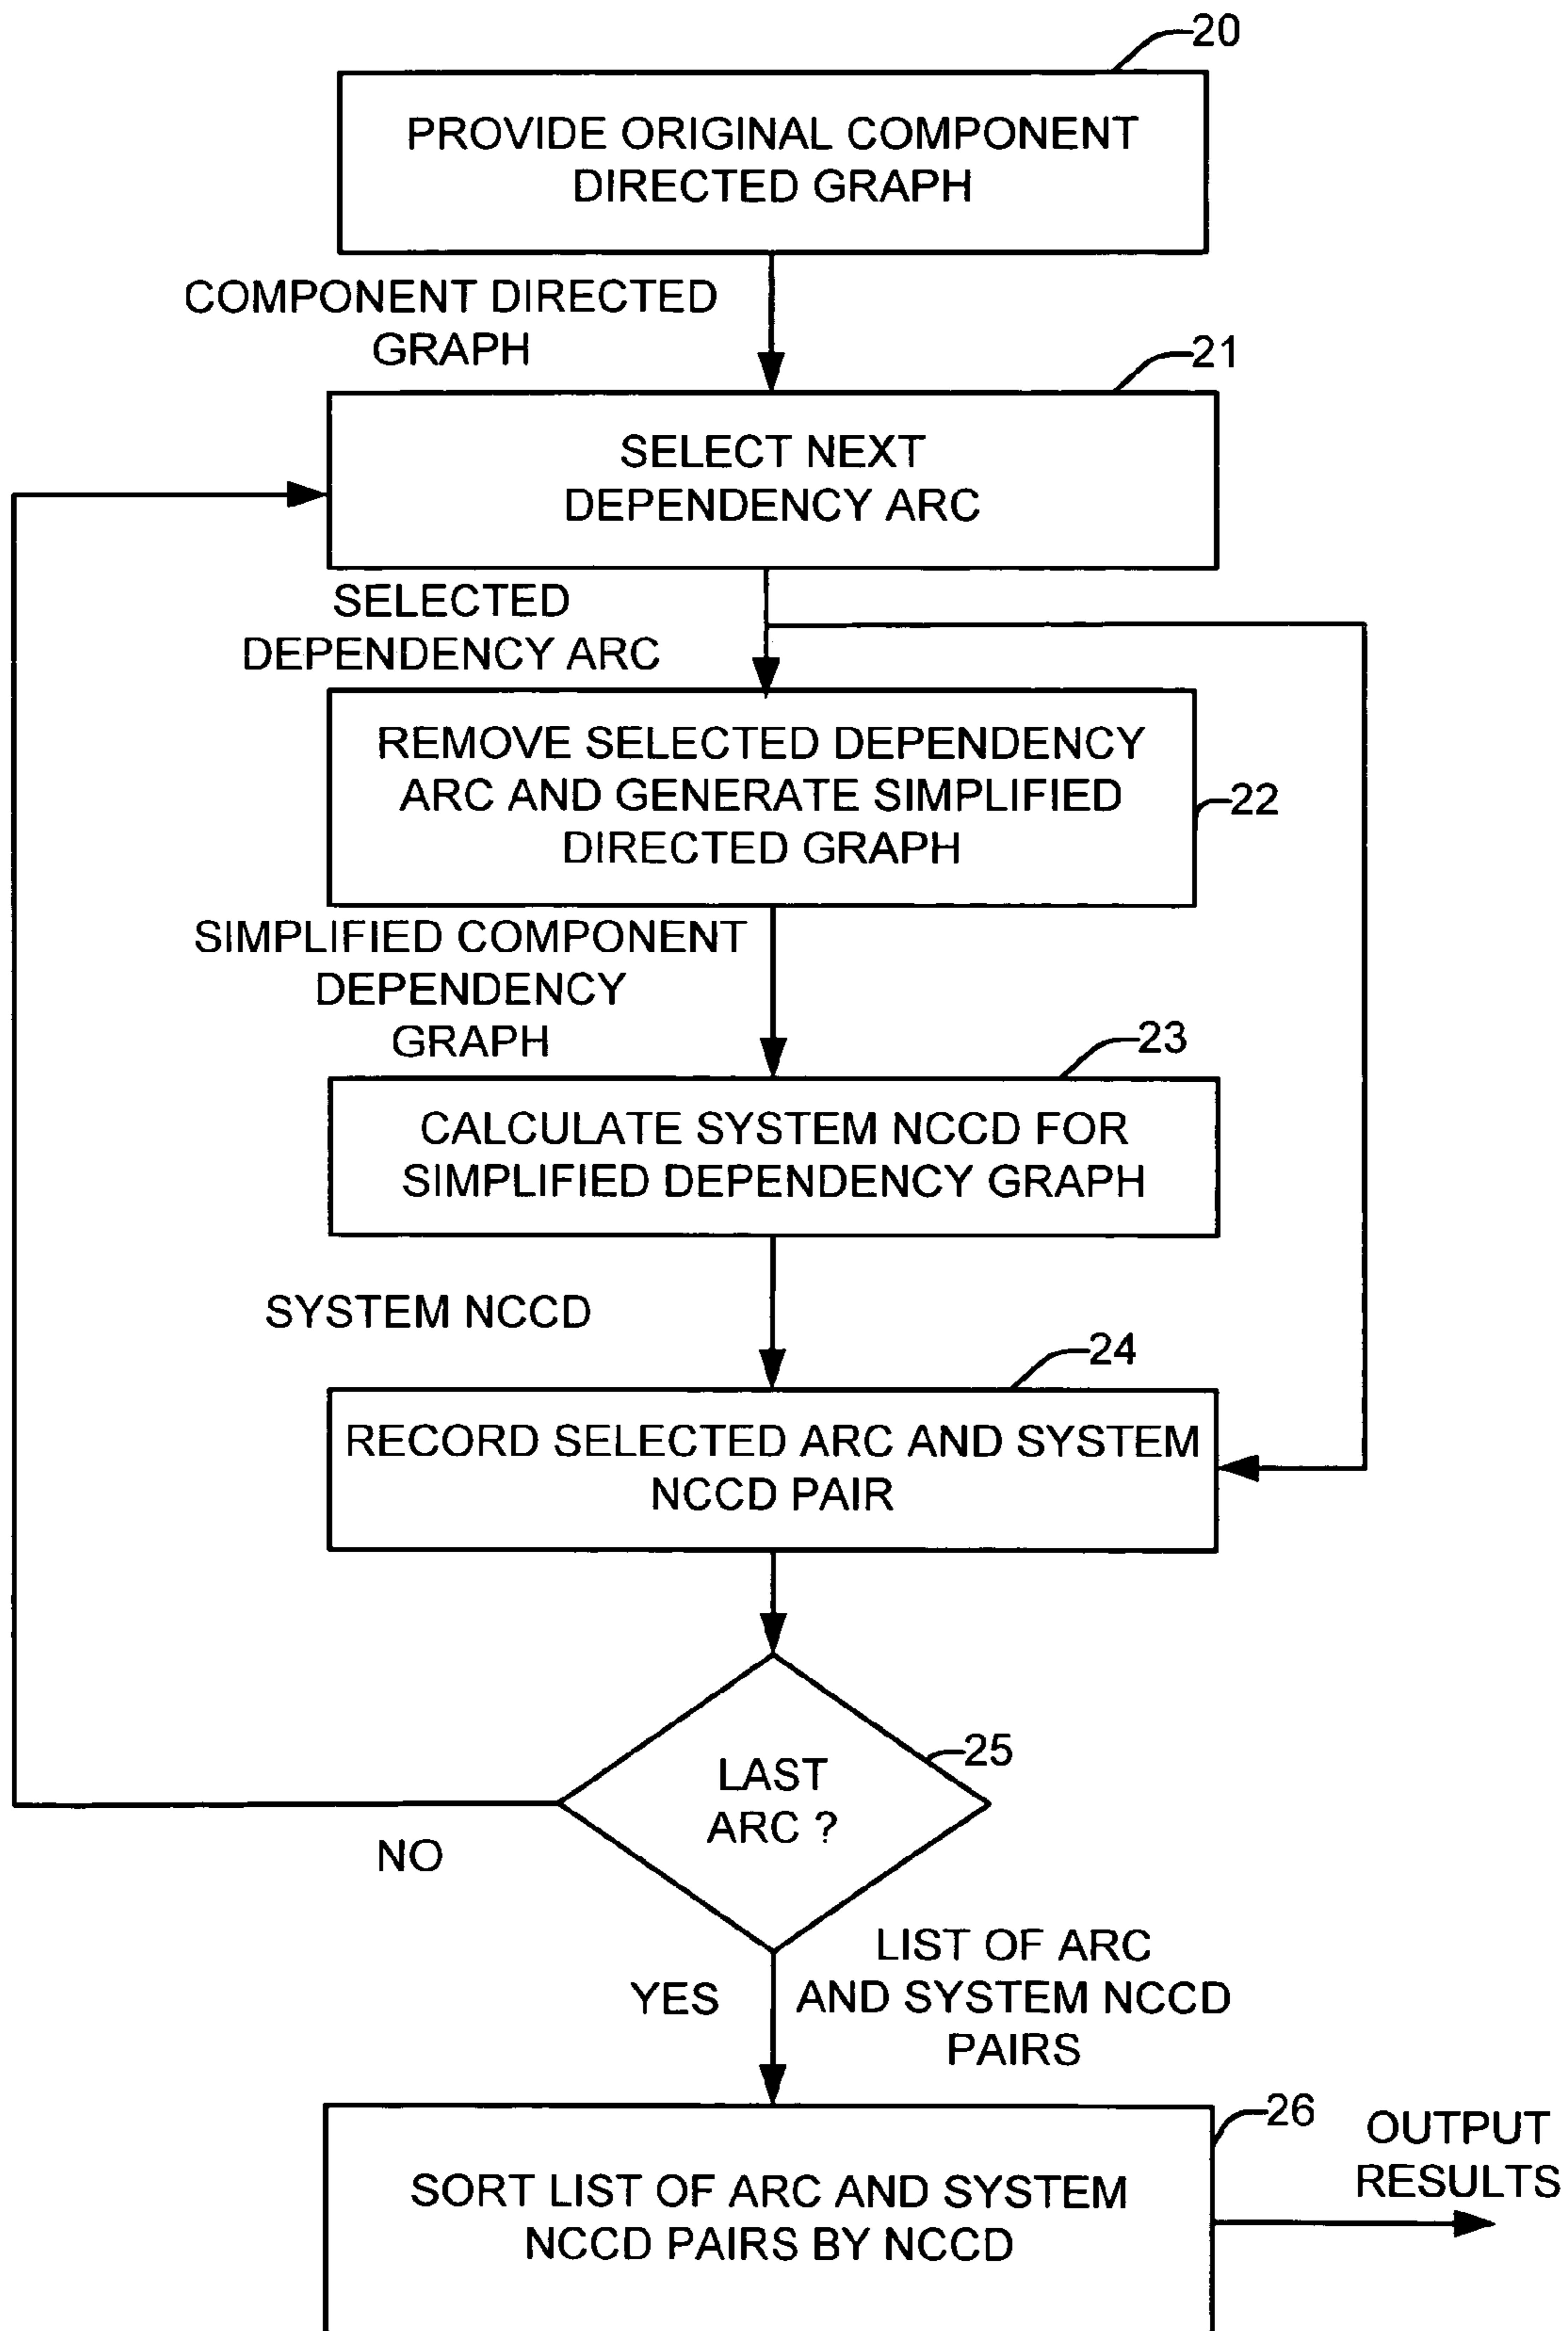 20
PROVIDE ORIGINAL COMPONENT
DIRECTED GRAPH
COMPONENT DIRECTED
GRAPH
21
SELECT NEXT
DEPENDENCY ARC
SELECTED
DEPENDENCY ARC
REMOVE SELECTED DEPENDENCY
ARC AND GENERATE SIMPLIFIED
DIRECTED GRAPH
22
SIMPLIFIED COMPONENT
DEPENDENCY
GRAPH
23
CALCULATE SYSTEM NCCD FOR
SIMPLIFIED DEPENDENCY GRAPH
SYSTEM NCCD
24
RECORD SELECTED ARC AND SYSTEM
NCCD PAIR
25
LAST
ARC ?
NO
YES
LIST OF ARC
AND SYSTEM NCCD
PAIRS
26
SORT LIST OF ARC AND SYSTEM
NCCD PAIRS BY NCCD
OUTPUT
RESULTS